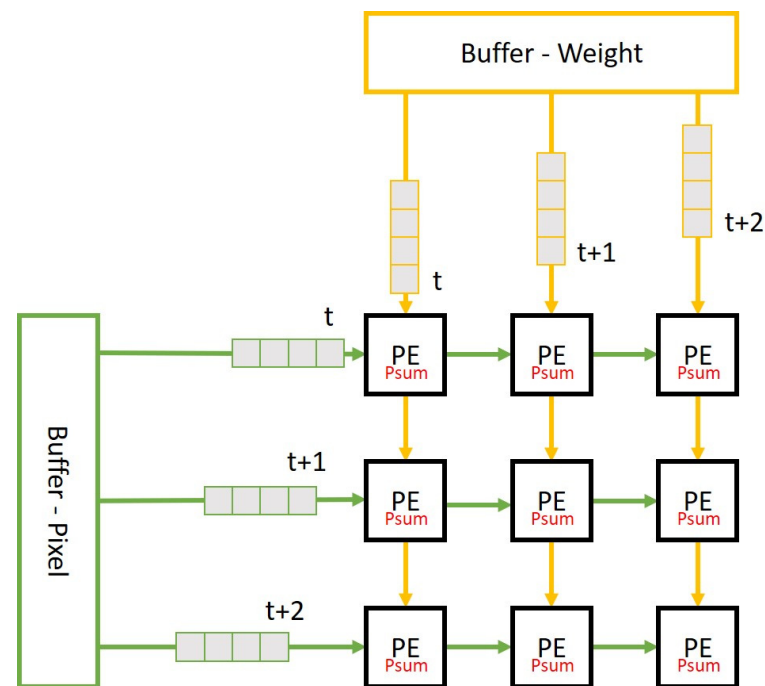 Buffer - Weight
t
t+1
t+2
t
PE
Psum
PE
Psum
PE
Psum
Buffer - Pixel
t+1
PE
Psum
PE
Psum
PE
Psum
t+2
PE
Psum
PE
Psum
PE
Psum